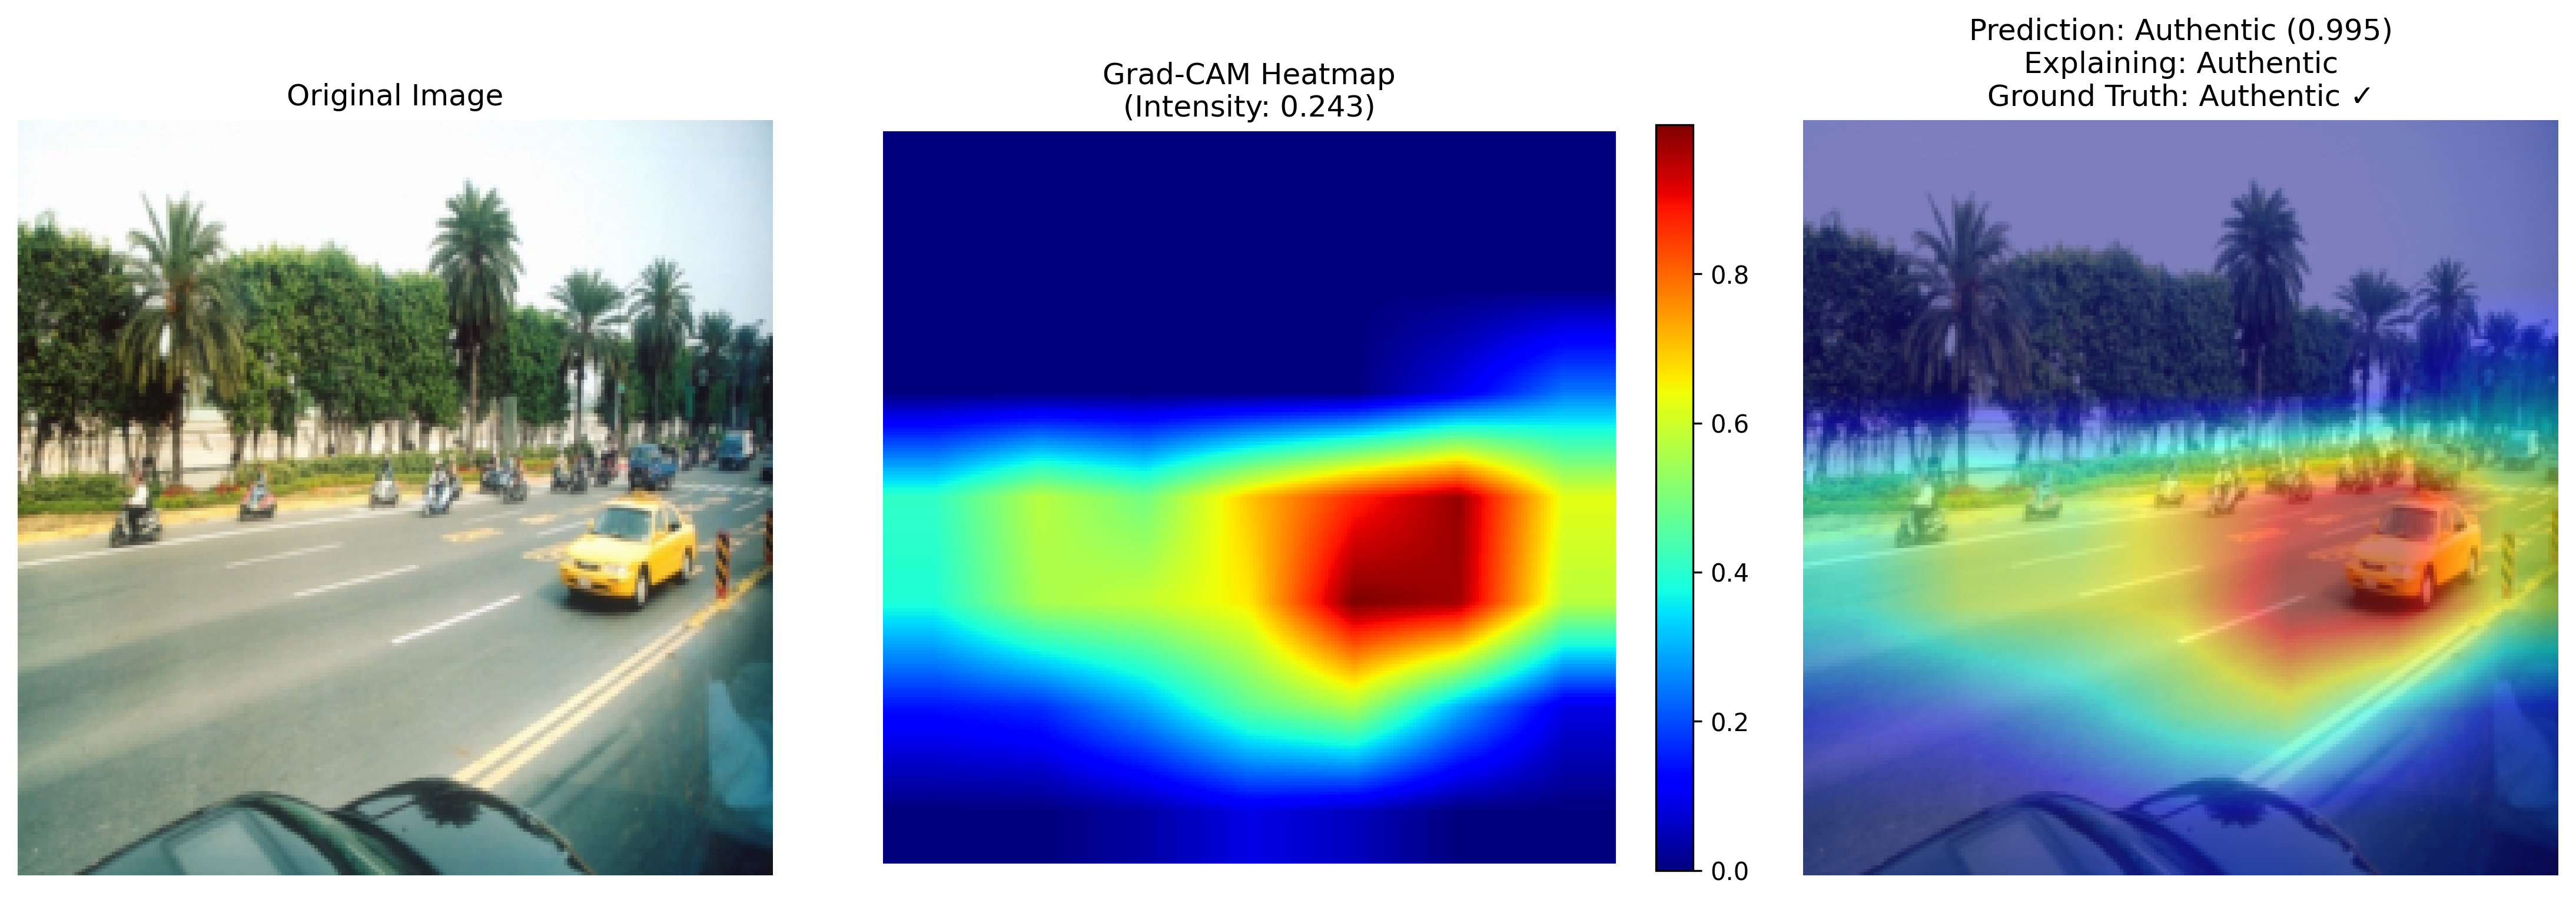 Original Image
Grad-CAM Heatmap
(Intensity: 0.243)
0.8
0.6
0.4
0.2
0.0
Prediction: Authentic (0.995)
Explaining: Authentic
Ground Truth: Authentic ✓